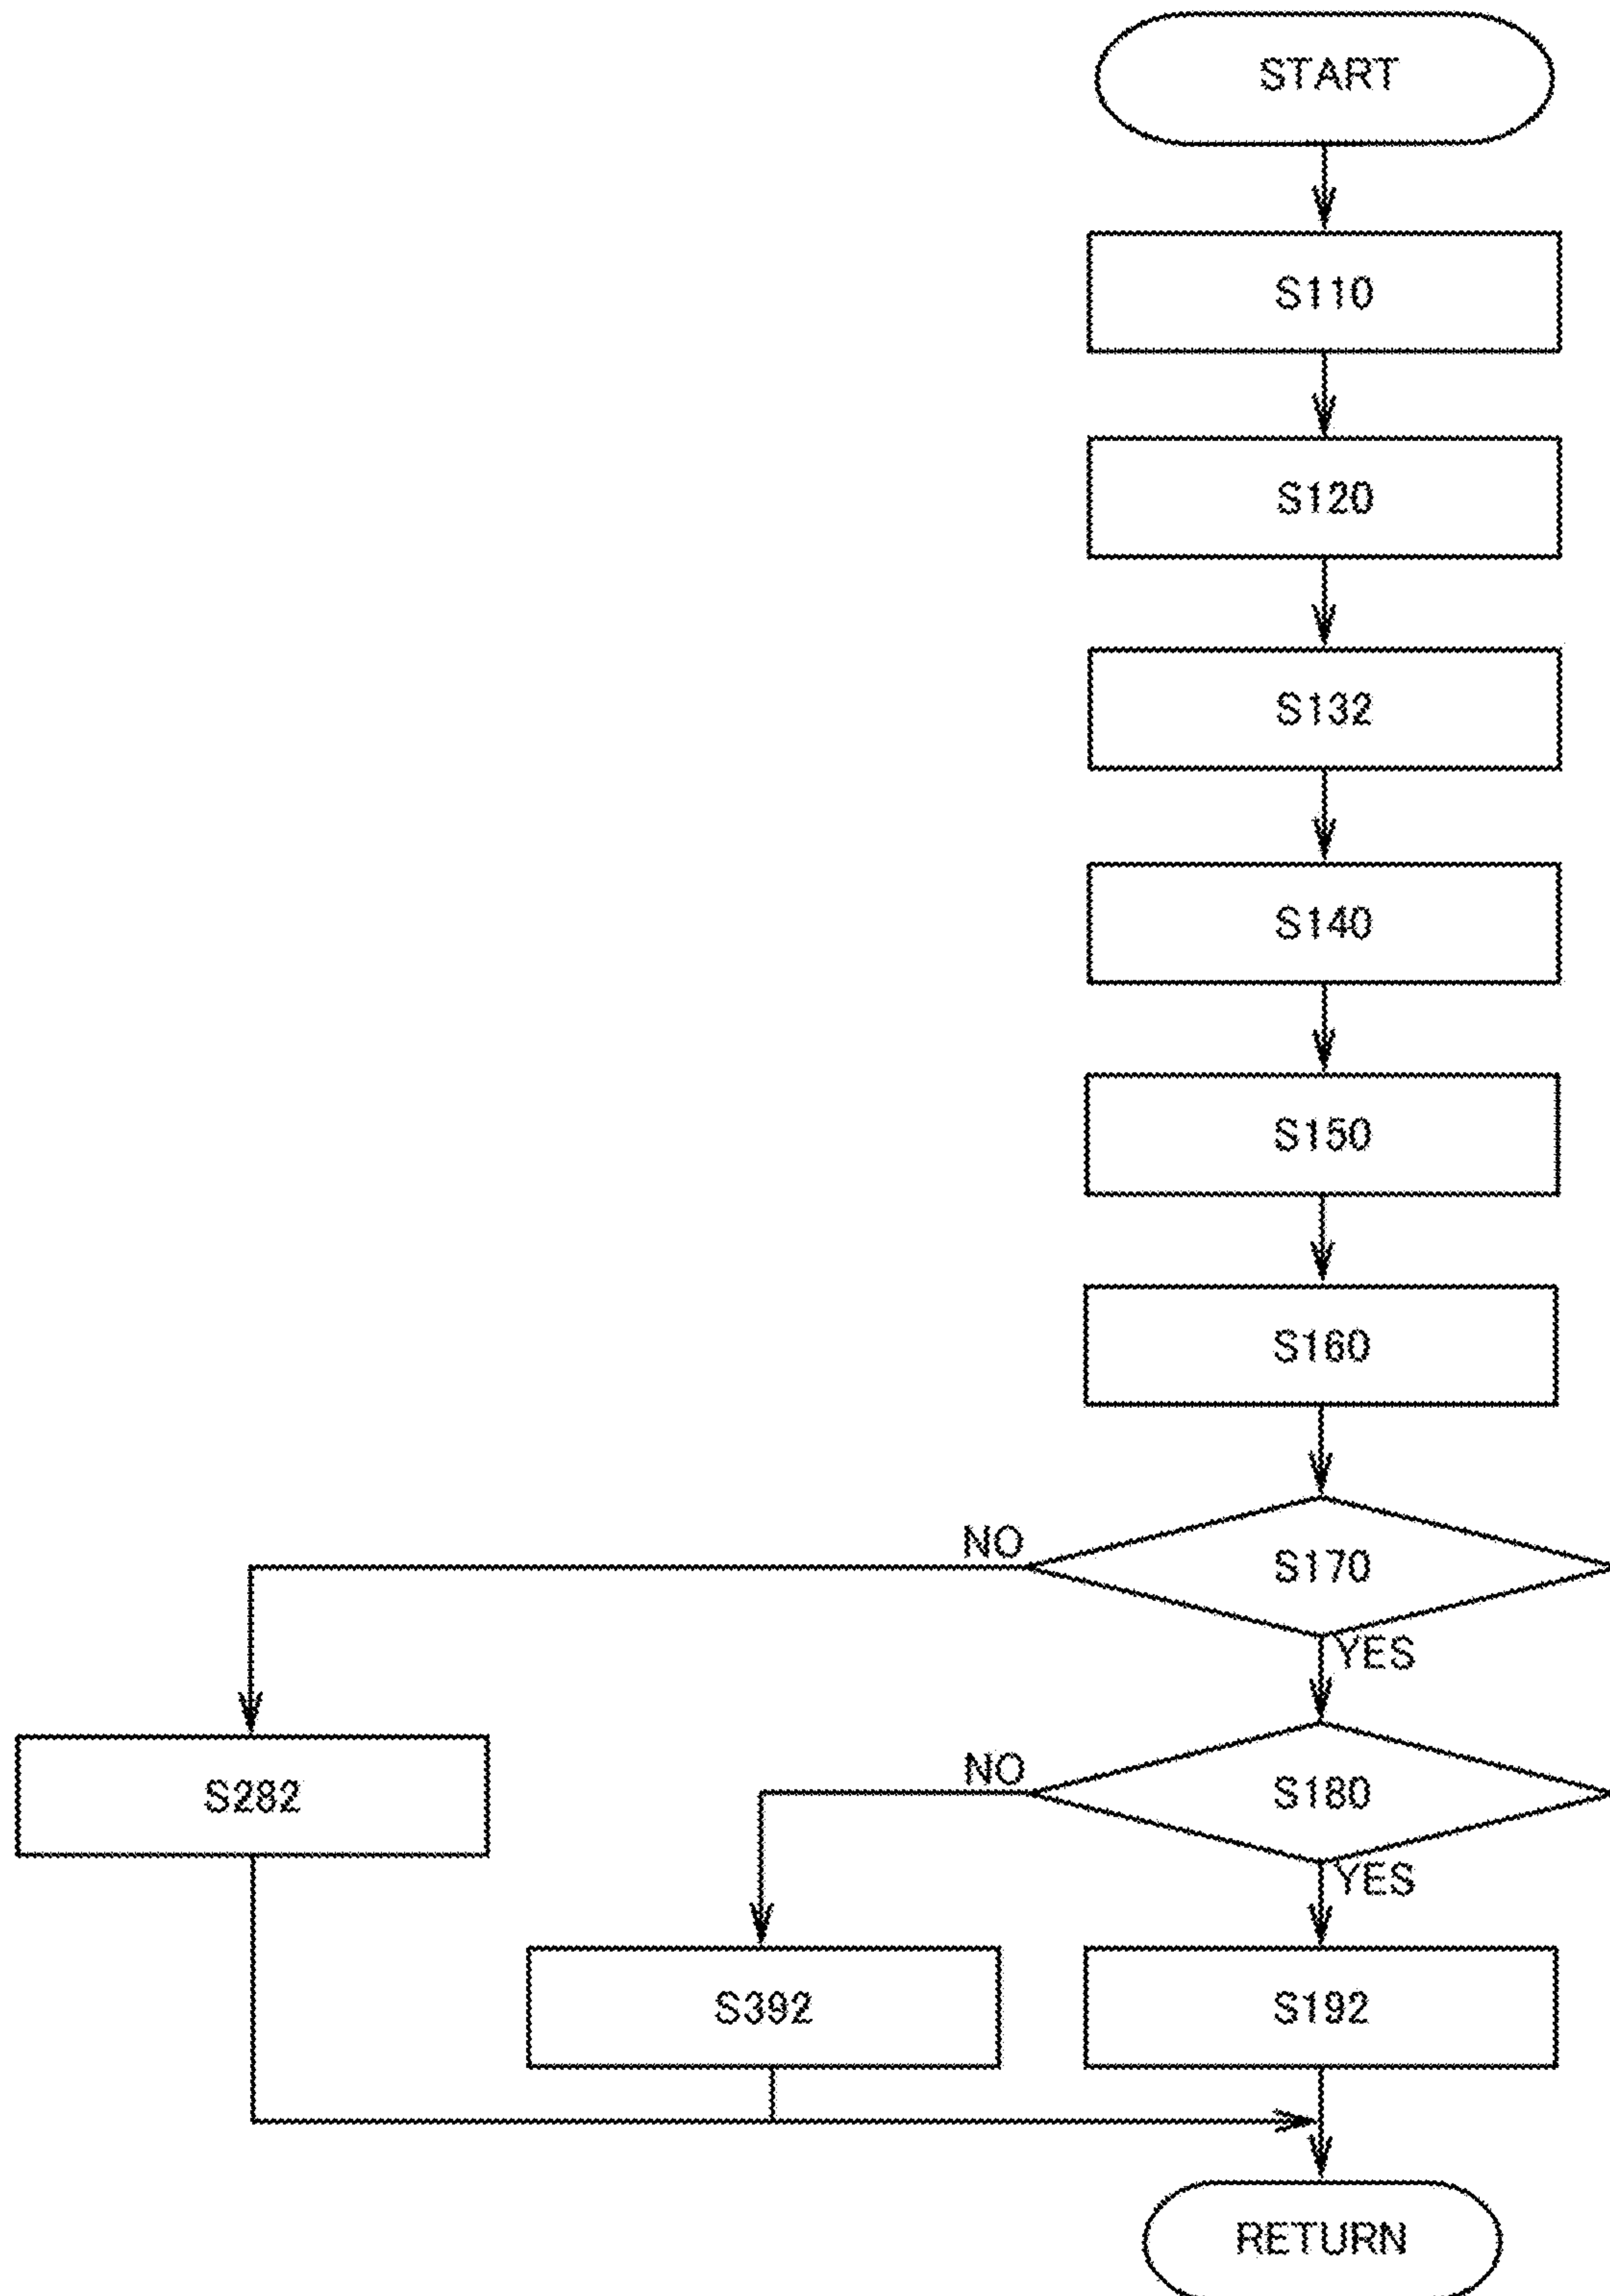 START
S110
S120
S132
S140
S150
S160
NO
S170
YES
S282
NO
S180
YES
S392
S192
RETURN